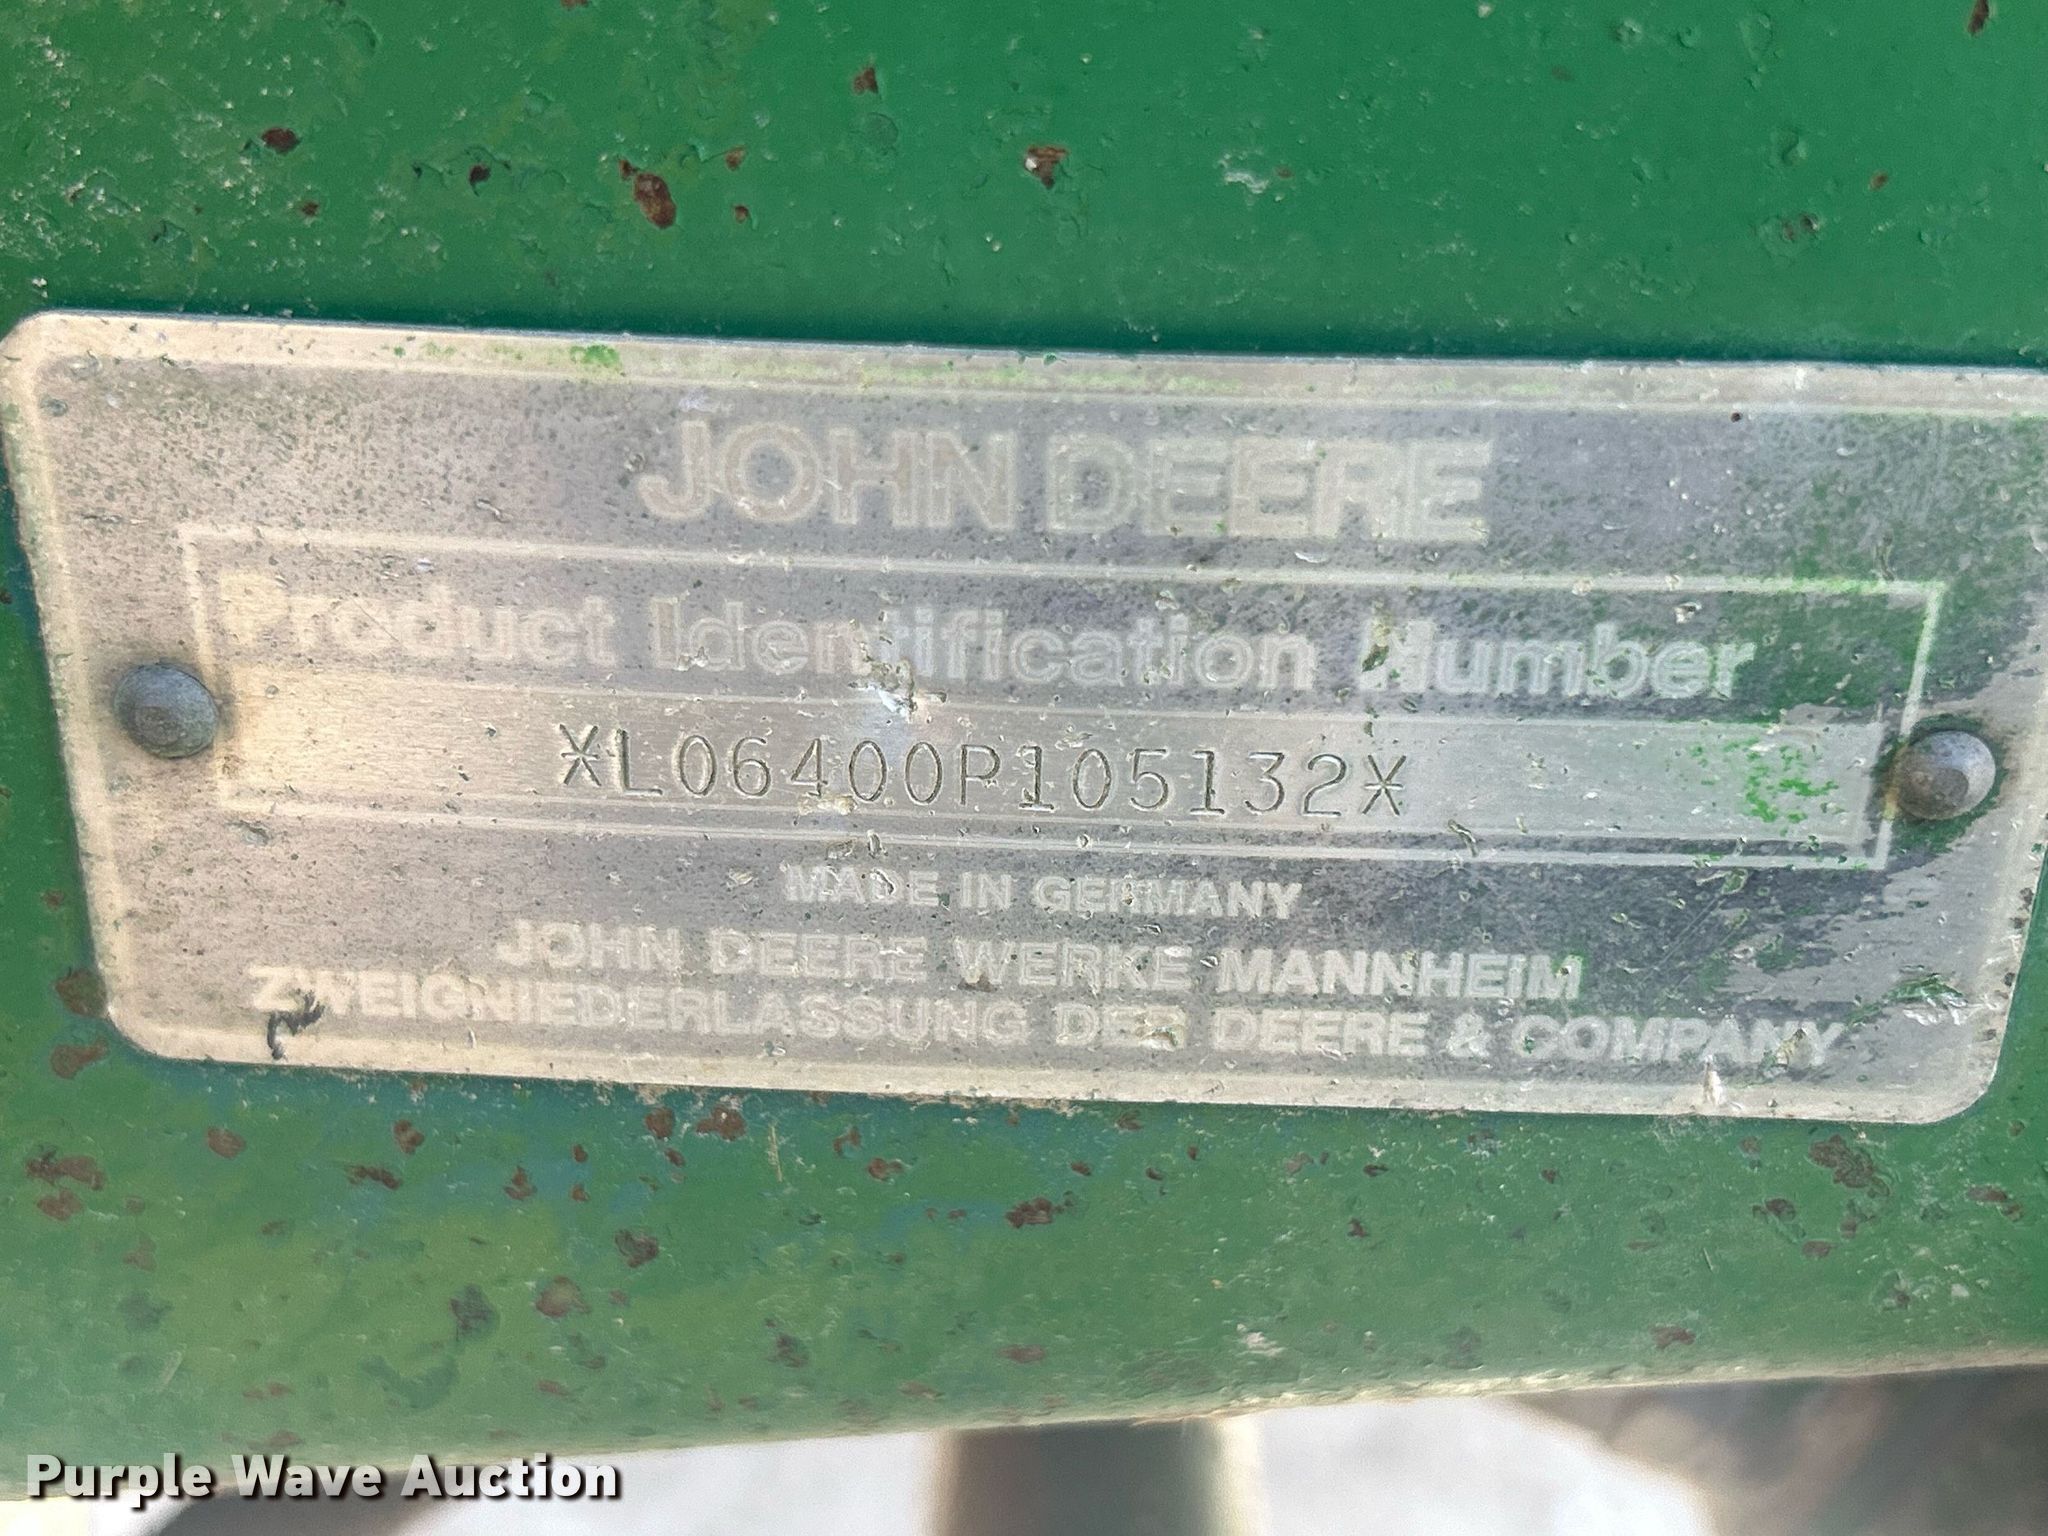 JOHN DEERE
Product Identification Number
*L06400P105132*
MADE IN GERMANY
JOHN DEERE WERKE MANNHEIM
ZWEIGNIEDERLASSUNG DER DEERE & COMPANY
Purple Wave Auction